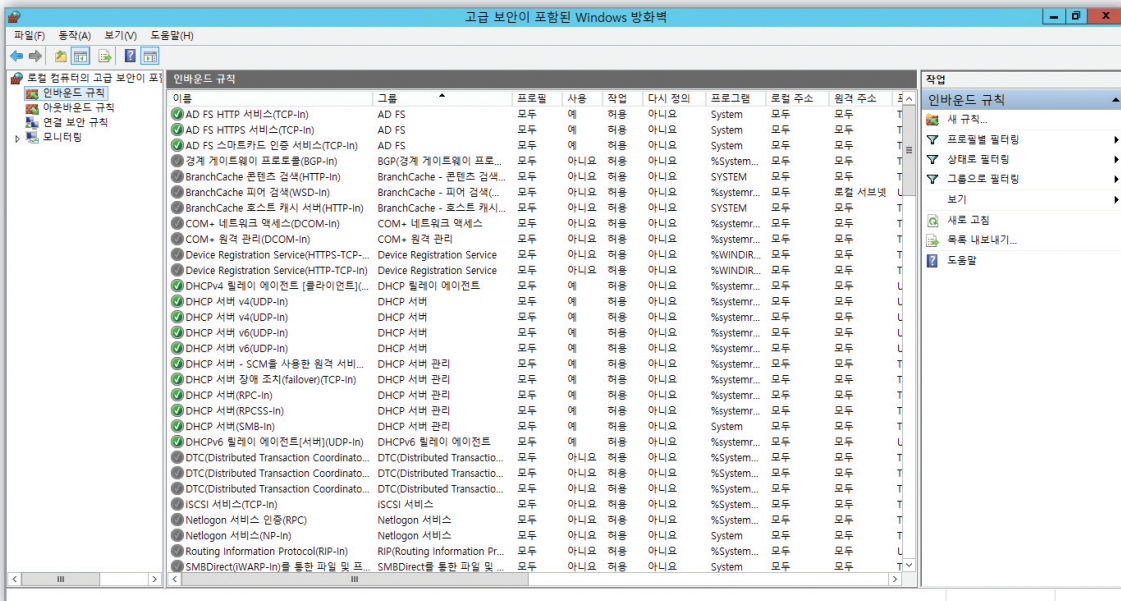 고급 보안이 포함된 Windows 방화벽
파일(F) 동작(A) 보기(V) 도움말(H)
로컬 컴퓨터의 고급 보안이 포함
인바운드 규칙
아웃바운드 규칙
연결 보안 규칙
모니터링
인바운드 규칙
이름 그룹 프로필 사용 작업 다시 정의 프로그램 로컬 주소 원격 주소
AD FS HTTP 서비스(TCP-In) AD FS 모두 예 허용 아니요 System 모두 모두 T
AD FS HTTPS 서비스(TCP-In) AD FS 모두 예 허용 아니요 System 모두 모두 T
AD FS 스마트카드 인증 서비스(TCP-In) AD FS 모두 예 허용 아니요 System 모두 모두 T
경계 게이트웨이 프로토콜(BGP-In) BGP(경계 게이트웨이 프로... 모두 아니요 허용 아니요 %System... 모두 모두 T
BranchCache 콘텐츠 검색(HTTP-In) BranchCache - 콘텐츠 검색... 모두 아니요 허용 아니요 SYSTEM 모두 모두 T
BranchCache 피어 검색(WSD-In) BranchCache - 피어 검색(... 모두 아니요 허용 아니요 %systemr... 모두 로컬 서브넷 U
BranchCache 호스트 캐시 서버(HTTP-In) BranchCache - 호스트 캐시... 모두 아니요 허용 아니요 SYSTEM 모두 모두 T
COM+ 네트워크 액세스(DCOM-In) COM+ 네트워크 액세스 모두 아니요 허용 아니요 %systemr... 모두 모두 T
COM+ 원격 관리(DCOM-In) COM+ 원격 관리 모두 아니요 허용 아니요 %systemr... 모두 모두 T
Device Registration Service(HTTPS-TCP-... Device Registration Service 모두 아니요 허용 아니요 %WINDIR... 모두 모두 T
Device Registration Service(HTTP-TCP-In) Device Registration Service 모두 아니요 허용 아니요 %WINDIR... 모두 모두 T
DHCPv4 릴레이 에이전트 [클라이언트](... DHCP 릴레이 에이전트 모두 예 허용 아니요 %systemr... 모두 모두 U
DHCP 서버 v4(UDP-In) DHCP 서버 모두 예 허용 아니요 %systemr... 모두 모두 U
DHCP 서버 v4(UDP-In) DHCP 서버 모두 예 허용 아니요 %systemr... 모두 모두 U
DHCP 서버 v6(UDP-In) DHCP 서버 모두 예 허용 아니요 %systemr... 모두 모두 U
DHCP 서버 v6(UDP-In) DHCP 서버 모두 예 허용 아니요 %systemr... 모두 모두 U
DHCP 서버 - SCM을 사용한 원격 서비... DHCP 서버 관리 모두 예 허용 아니요 %systemr... 모두 모두 T
DHCP 서버 장애 조치(failover)(TCP-In) DHCP 서버 관리 모두 예 허용 아니요 %systemr... 모두 모두 T
DHCP 서버(RPC-In) DHCP 서버 관리 모두 예 허용 아니요 %systemr... 모두 모두 T
DHCP 서버(RPCSS-In) DHCP 서버 관리 모두 예 허용 아니요 %systemr... 모두 모두 T
DHCP 서버(SMB-In) DHCP 서버 관리 모두 예 허용 아니요 System 모두 모두 T
DHCPv6 릴레이 에이전트[서버](UDP-In) DHCPv6 릴레이 에이전트 모두 예 허용 아니요 %systemr... 모두 모두 U
DTC(Distributed Transaction Coordinato... DTC(Distributed Transactio... 모두 아니요 허용 아니요 %System... 모두 모두 T
DTC(Distributed Transaction Coordinato... DTC(Distributed Transactio... 모두 아니요 허용 아니요 %System... 모두 모두 T
DTC(Distributed Transaction Coordinato... DTC(Distributed Transactio... 모두 아니요 허용 아니요 %System... 모두 모두 T
iSCSI 서비스(TCP-In) iSCSI 서비스 모두 아니요 허용 아니요 %System... 모두 모두 T
Netlogon 서비스 인증(RPC) Netlogon 서비스 모두 아니요 허용 아니요 %System... 모두 모두 T
Netlogon 서비스(NP-In) Netlogon 서비스 모두 아니요 허용 아니요 System 모두 모두 T
Routing Information Protocol(RIP-In) RIP(Routing Information Pr... 모두 아니요 허용 아니요 %System... 모두 모두 U
SMBDirect(iWARP-In)를 통한 파일 및 프... SMBDirect를 통한 파일 및 ... 모두 아니요 허용 아니요 System 모두 모두 T
작업
인바운드 규칙
새 규칙...
프로필별 필터링
상태로 필터링
그룹으로 필터링
보기
새로 고침
목록 내보내기...
도움말